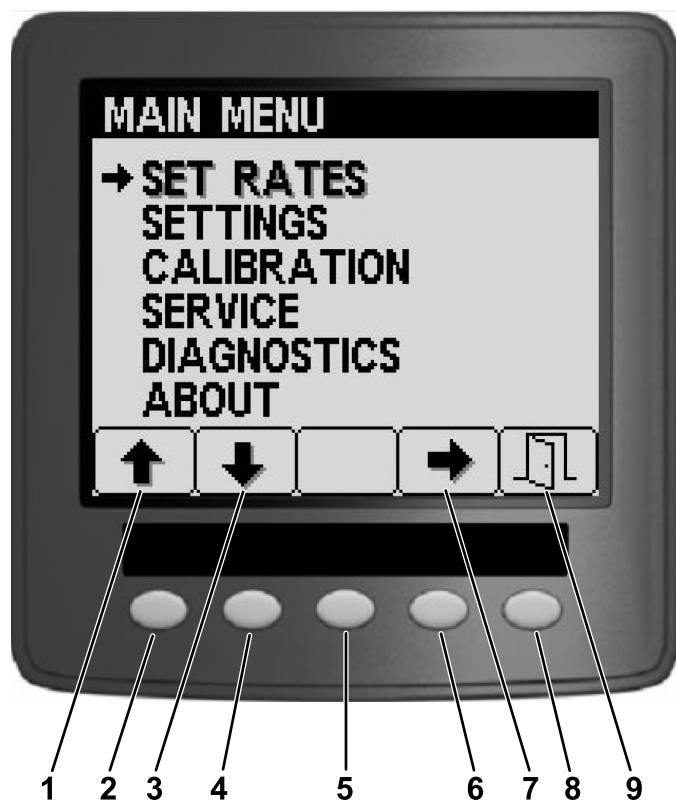 MAIN MENU
SET RATES
SETTINGS
CALIBRATION
SERVICE
DIAGNOSTICS
ABOUT
1 2 3 4 5 6 7 8 9